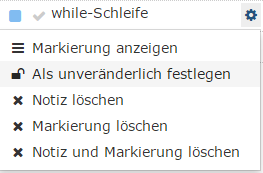 while-Schleife
Markierung anzeigen
Als unveränderlich festlegen
Notiz löschen
Markierung löschen
Notiz und Markierung löschen